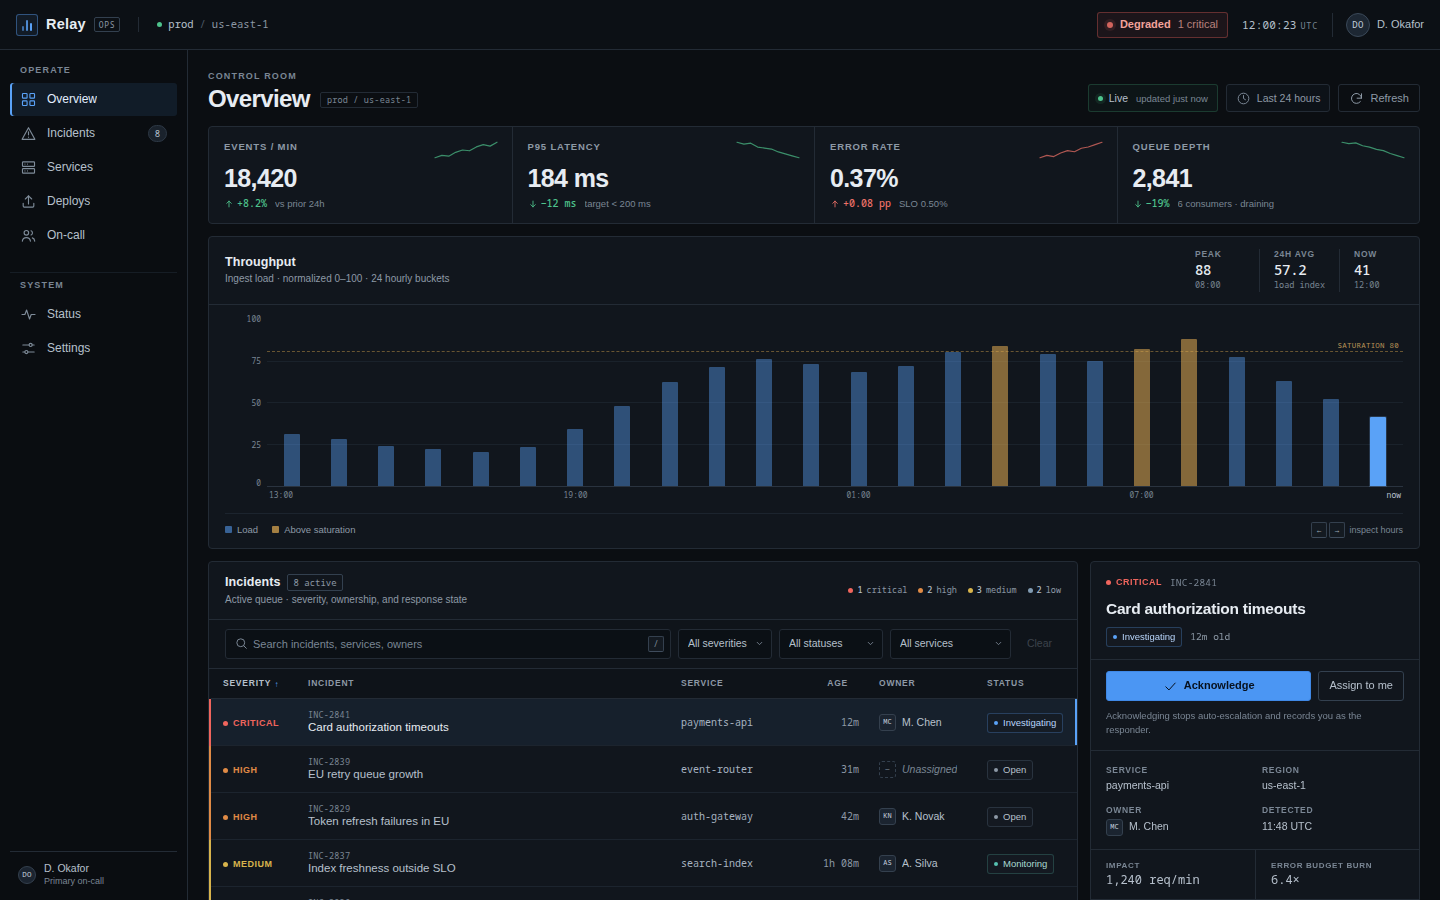 Relay OPS prod / us-east-1 Degraded 1 critical 12:00:23 UTC DO D. Okafor
OPERATE
Overview
Incidents 8
Services
Deploys
On-call
SYSTEM
Status
Settings
DO D. Okafor
Primary on-call
CONTROL ROOM
Overview prod / us-east-1
Live updated just now Last 24 hours Refresh
EVENTS / MIN
18,420
↑ +8.2% vs prior 24h
P95 LATENCY
184 ms
↓ −12 ms target < 200 ms
ERROR RATE
0.37%
↑ +0.08 pp SLO 0.50%
QUEUE DEPTH
2,841
↓ −19% 6 consumers · draining
Throughput
Ingest load · normalized 0–100 · 24 hourly buckets
PEAK
88
08:00
24H AVG
57.2
load index
NOW
41
12:00
100
75
50
25
0
SATURATION 80
13:00 19:00 01:00 07:00 now
Load Above saturation
← → inspect hours
Incidents 8 active
Active queue · severity, ownership, and response state
1 critical 2 high 3 medium 2 low
Search incidents, services, owners / All severities All statuses All services Clear
SEVERITY ↑ INCIDENT SERVICE AGE OWNER STATUS
CRITICAL INC-2841 Card authorization timeouts payments-api 12m MC M. Chen Investigating
HIGH INC-2839 EU retry queue growth event-router 31m – Unassigned Open
HIGH INC-2829 Token refresh failures in EU auth-gateway 42m KN K. Novak Open
MEDIUM INC-2837 Index freshness outside SLO search-index 1h 08m AS A. Silva Monitoring
CRITICAL INC-2841
Card authorization timeouts
Investigating 12m old
Acknowledge Assign to me
Acknowledging stops auto-escalation and records you as the
responder.
SERVICE
payments-api
REGION
us-east-1
OWNER
MC M. Chen
DETECTED
11:48 UTC
IMPACT
1,240 req/min
ERROR BUDGET BURN
6.4×